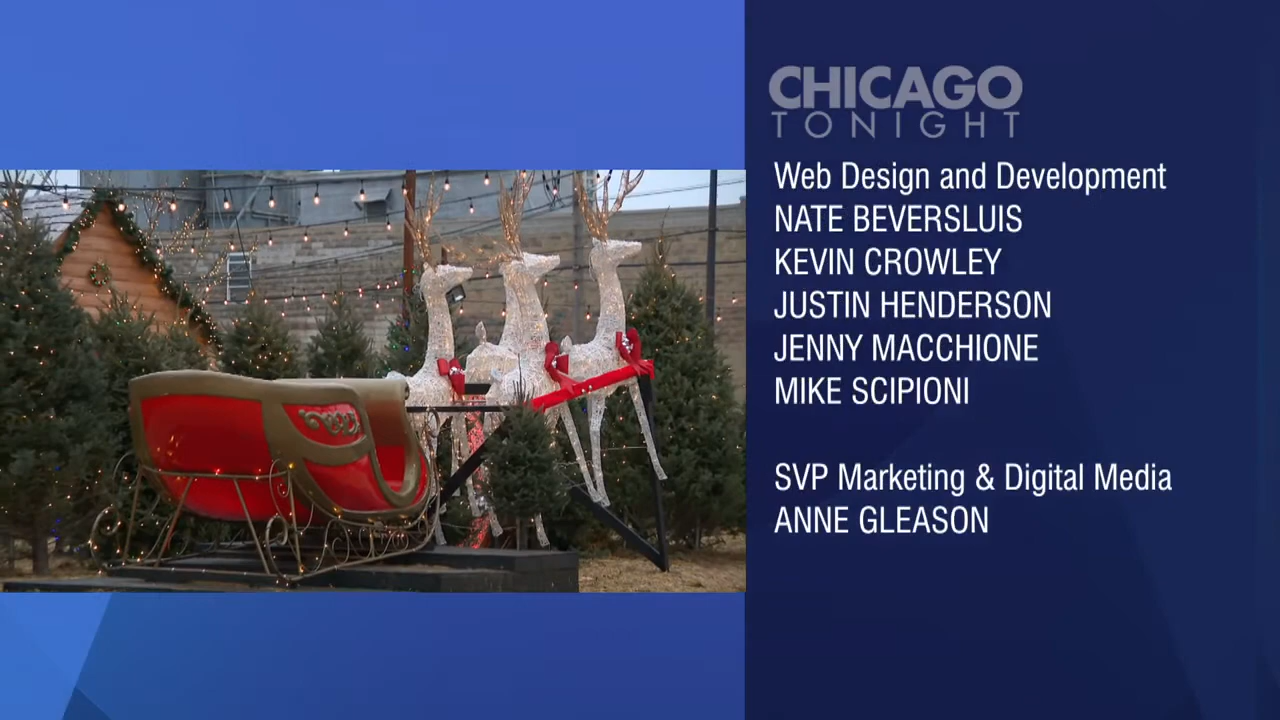 CHICAGO
TONIGHT
Web Design and Development
NATE BEVERSLUIS
KEVIN CROWLEY
JUSTIN HENDERSON
JENNY MACCHIONE
MIKE SCIPIONI
SVP Marketing & Digital Media
ANNE GLEASON